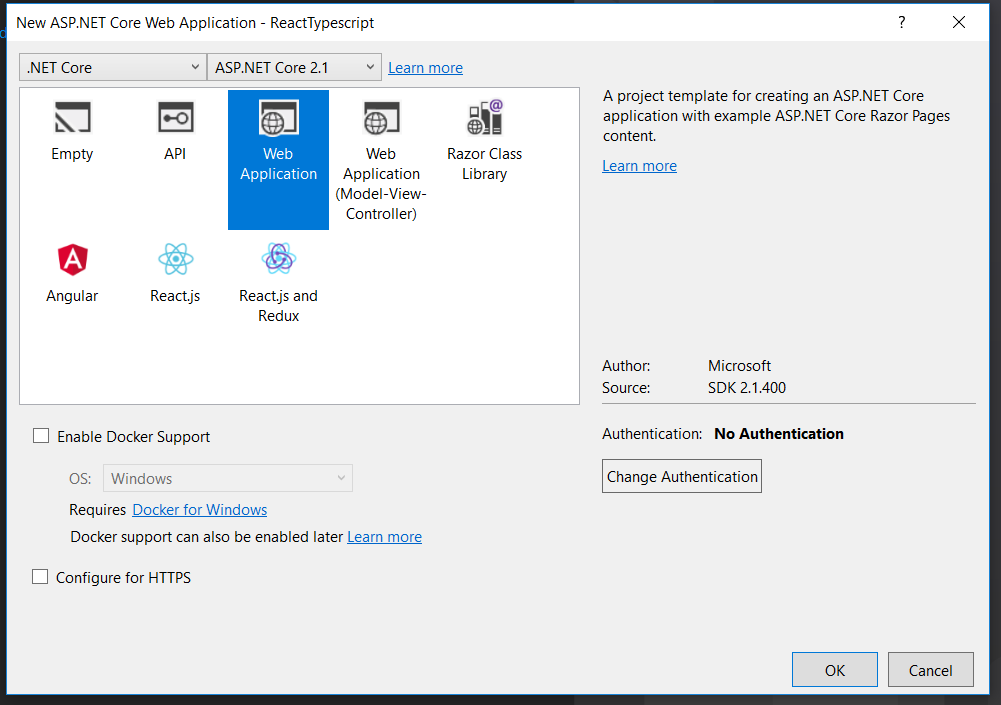 New ASP.NET Core Web Application - ReactTypescript
?
.NET Core
ASP.NET Core 2.1
Learn more
Empty
API
Web
Application
Web
Application
(Model-View-
Controller)
Razor Class
Library
@
Angular
React.js
React.js and
Redux
A project template for creating an ASP.NET Core
application with example ASP.NET Core Razor Pages
content.
Learn more
Author: Microsoft
Source: SDK 2.1.400
Authentication: No Authentication
Change Authentication
Enable Docker Support
OS: Windows
Requires Docker for Windows
Docker support can also be enabled later Learn more
Configure for HTTPS
OK
Cancel